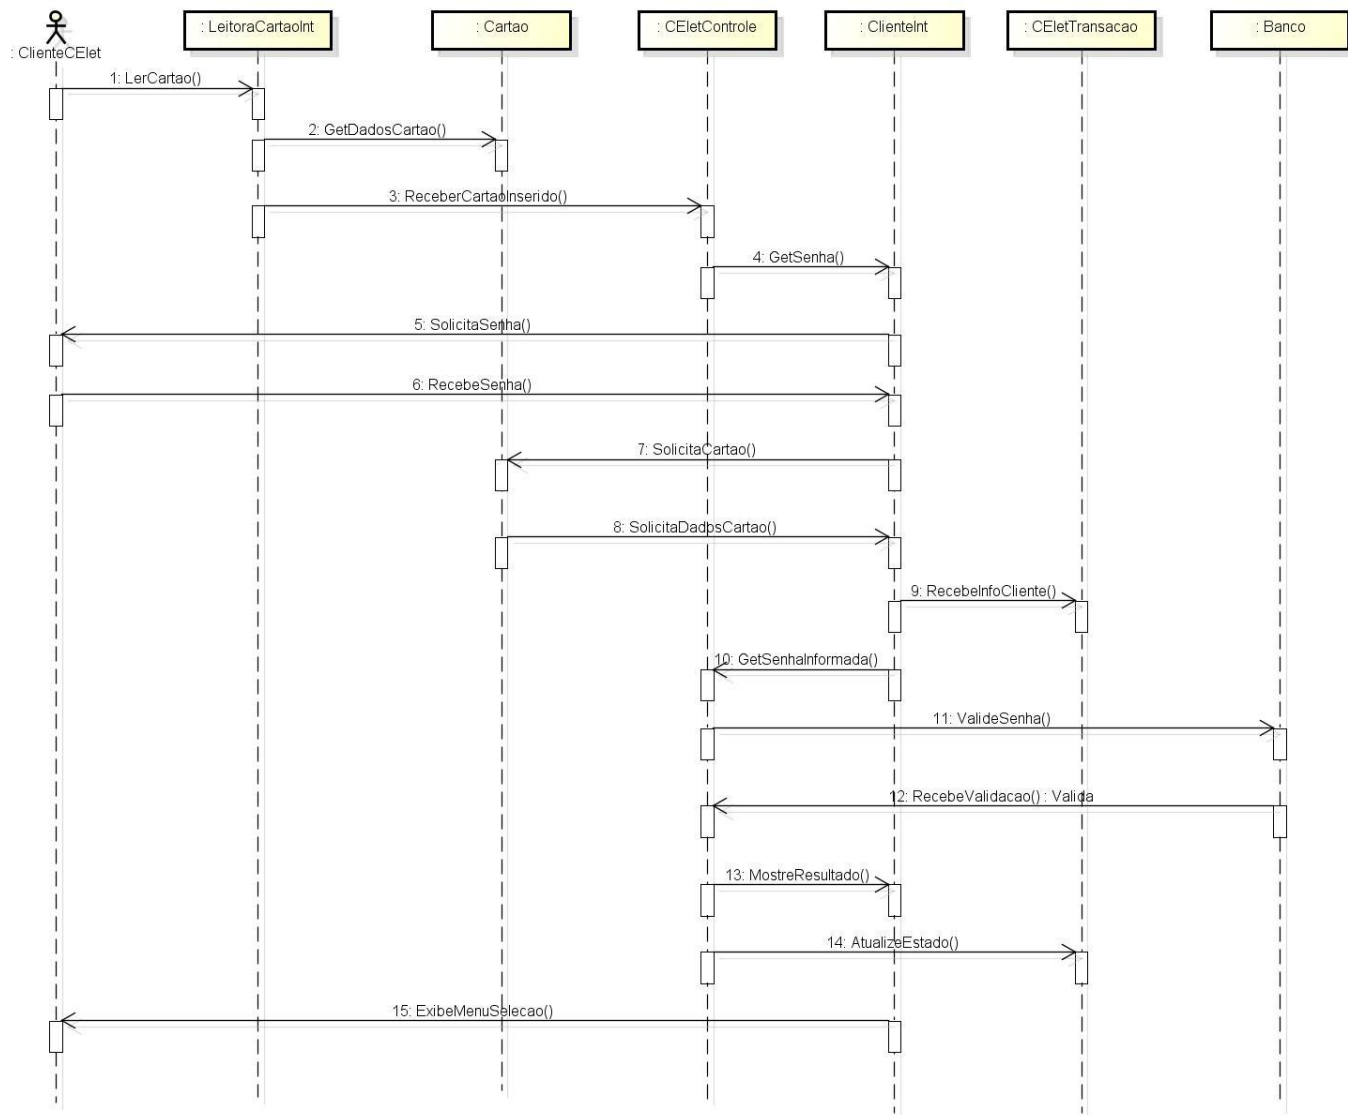 : ClienteCElet
: LeitoraCartaoInt
: Cartao
: CEletControle
: ClienteInt
: CEletTransacao
: Banco
1: LerCartao()
2: GetDadosCartao()
3: ReceberCartaoInserido()
4: GetSenha()
5: SolicitaSenha()
6: RecebeSenha()
7: SolicitaCartao()
8: SolicitaDadosCartao()
9: RecebeInfoCliente()
10: GetSenhaInformada()
11: ValideSenha()
12: RecebeValidacao() : Valida
13: MostreResultado()
14: AtualizeEstado()
15: ExibeMenuSelecao()